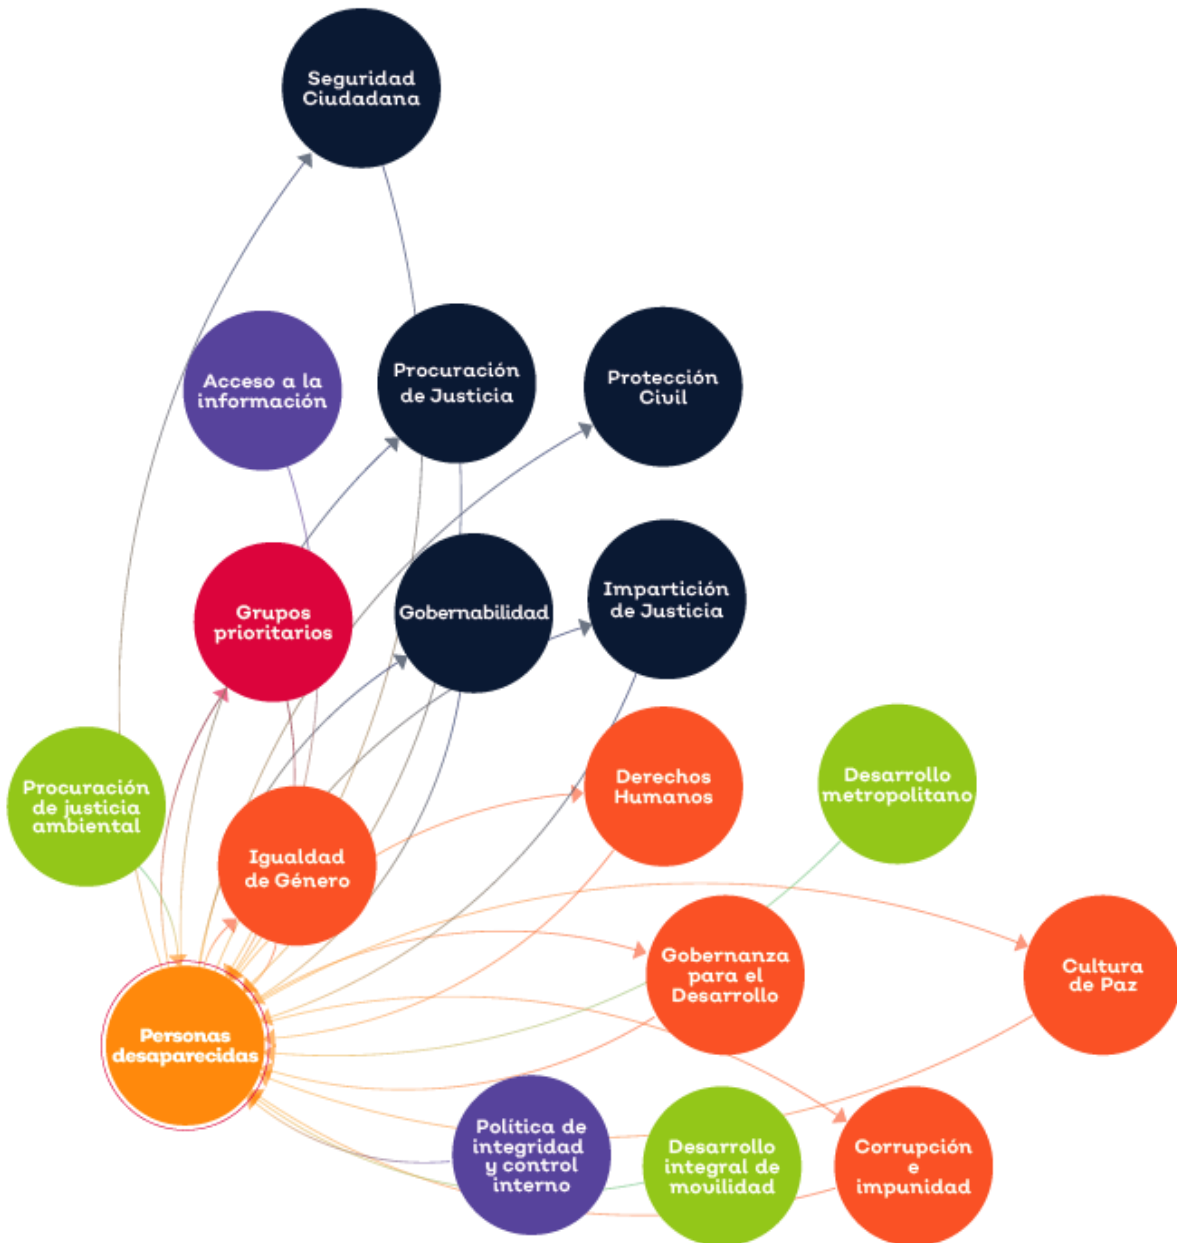 Seguridad
Ciudadana
Acceso a la
información
Procuración
de Justicia
Protección
Civil
Grupos
prioritarios
Gobernabilidad
Impartición
de Justicia
Procuración
de justicia
ambiental
Igualdad
de Género
Derechos
Humanos
Desarrollo
metropolitano
Personas
desaparecidas
Gobernanza
para el
Desarrollo
Cultura
de Paz
Política de
integridad
y control
interno
Desarrollo
integral de
movilidad
Corrupción
e
impunidad